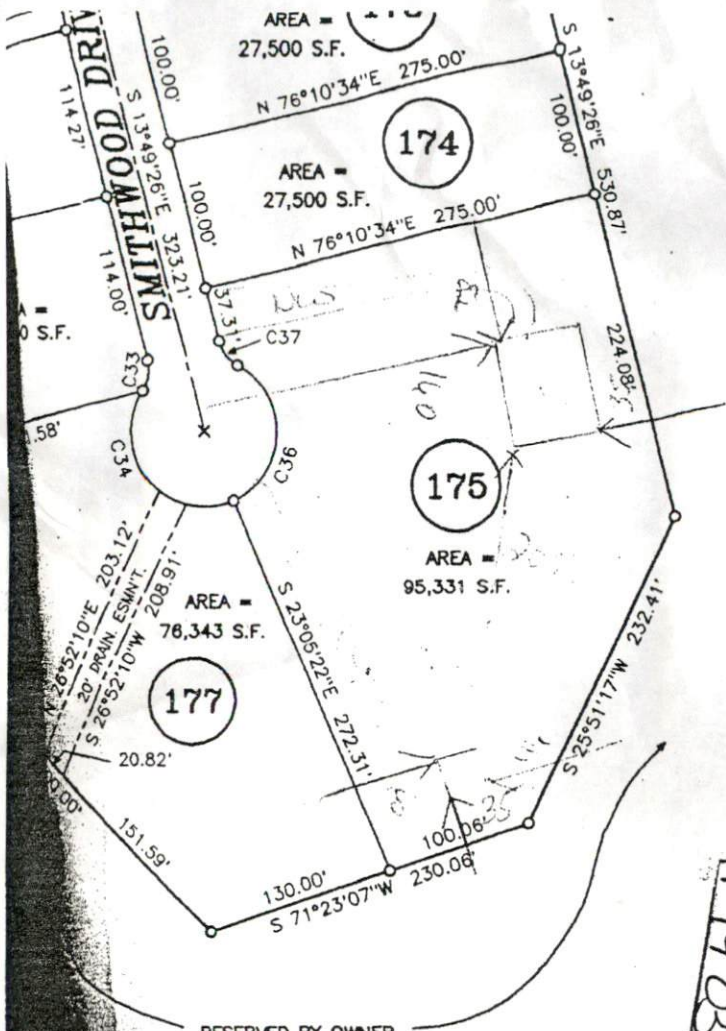 AREA =
27,500 S.F.
100.00'
S 13°49'26"E
114.27'
SMITHWOOD
S 13°49'26"E 323.21'
N 76°10'34"E 275.00'
174
100.00'
530.87'
AREA =
27,500 S.F.
100.00'
N 76°10'34"E 275.00'
114.00'
37.31'
C37
224.08'
C33
140
.58'
C34
C36
175
AREA =
95,331 S.F.
N 26°52'10"E 203.12'
20' DRAIN. ESMN'T.
S 26°52'10"W 208.91'
AREA =
76,343 S.F.
177
S 23°05'22"E 272.31'
S 25°51'17"W 232.41'
20.82'
151.59'
35
100.06'
130.00'
S 71°23'07"W 230.06'
RESERVED BY OWNER